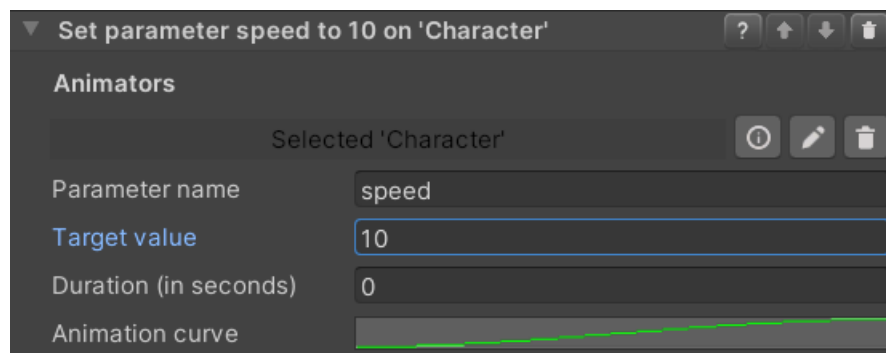 Set parameter speed to 10 on 'Character'
?
Animators
Selected 'Character'
Parameter name speed
Target value 10
Duration (in seconds) 0
Animation curve